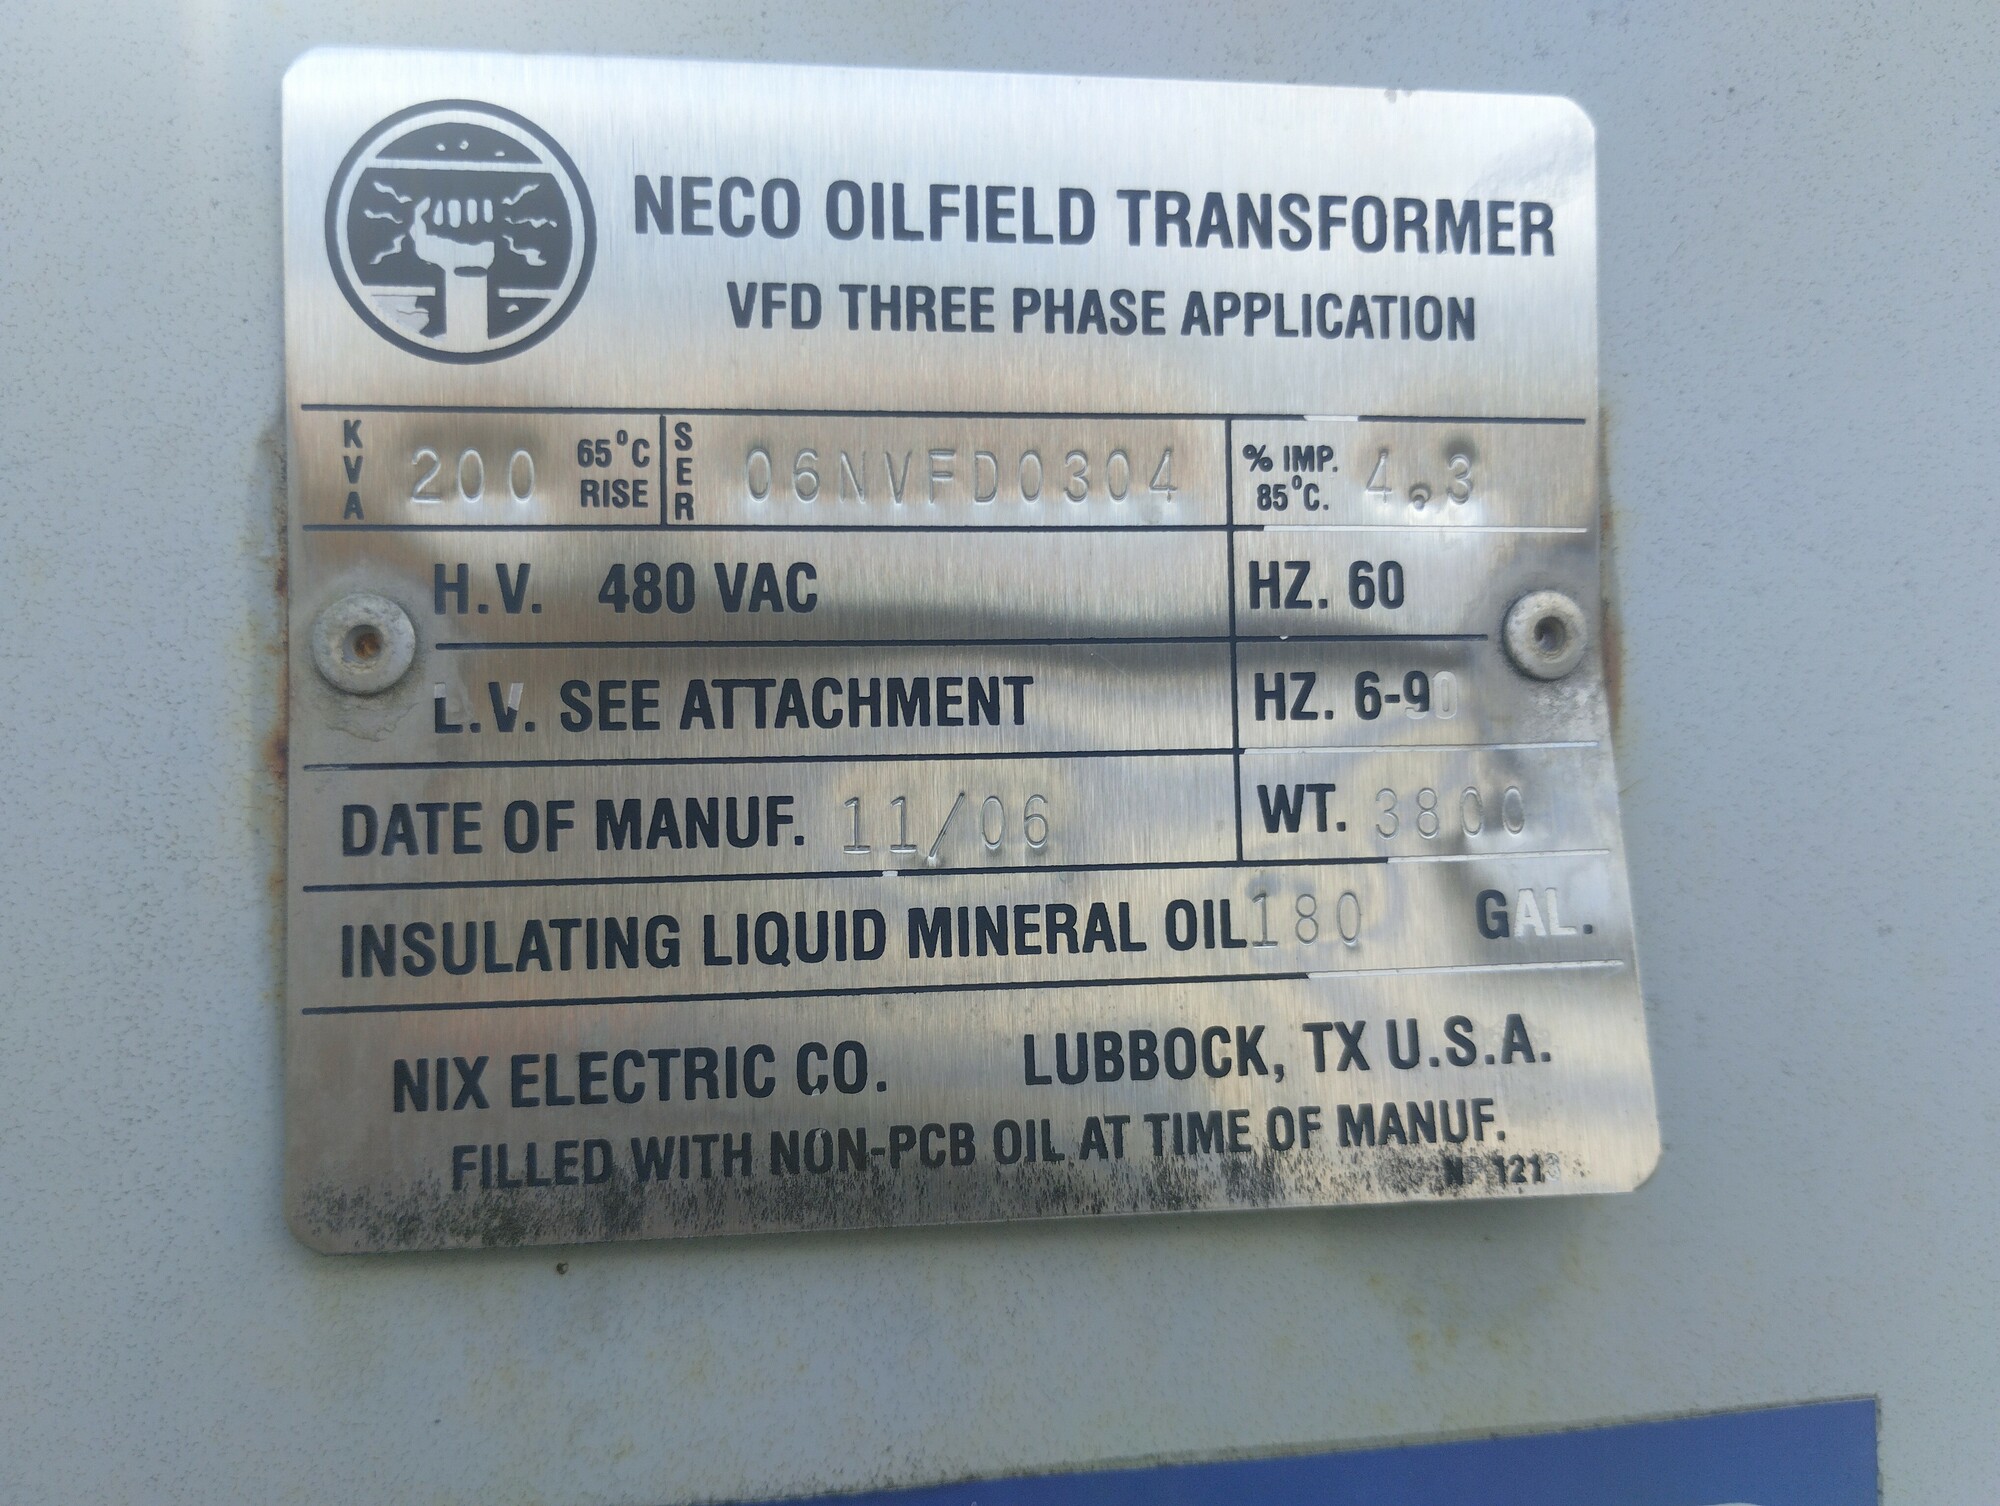 NECO OILFIELD TRANSFORMER
VFD THREE PHASE APPLICATION
KVA 200 65°C RISE SER 06NVFD0304 % IMP. 85°C. 4.3
H.V. 480 VAC HZ. 60
L.V. SEE ATTACHMENT HZ. 6-90
DATE OF MANUF. 11/06 WT. 3800
INSULATING LIQUID MINERAL OIL 180 GAL.
NIX ELECTRIC CO. LUBBOCK, TX U.S.A.
FILLED WITH NON-PCB OIL AT TIME OF MANUF.